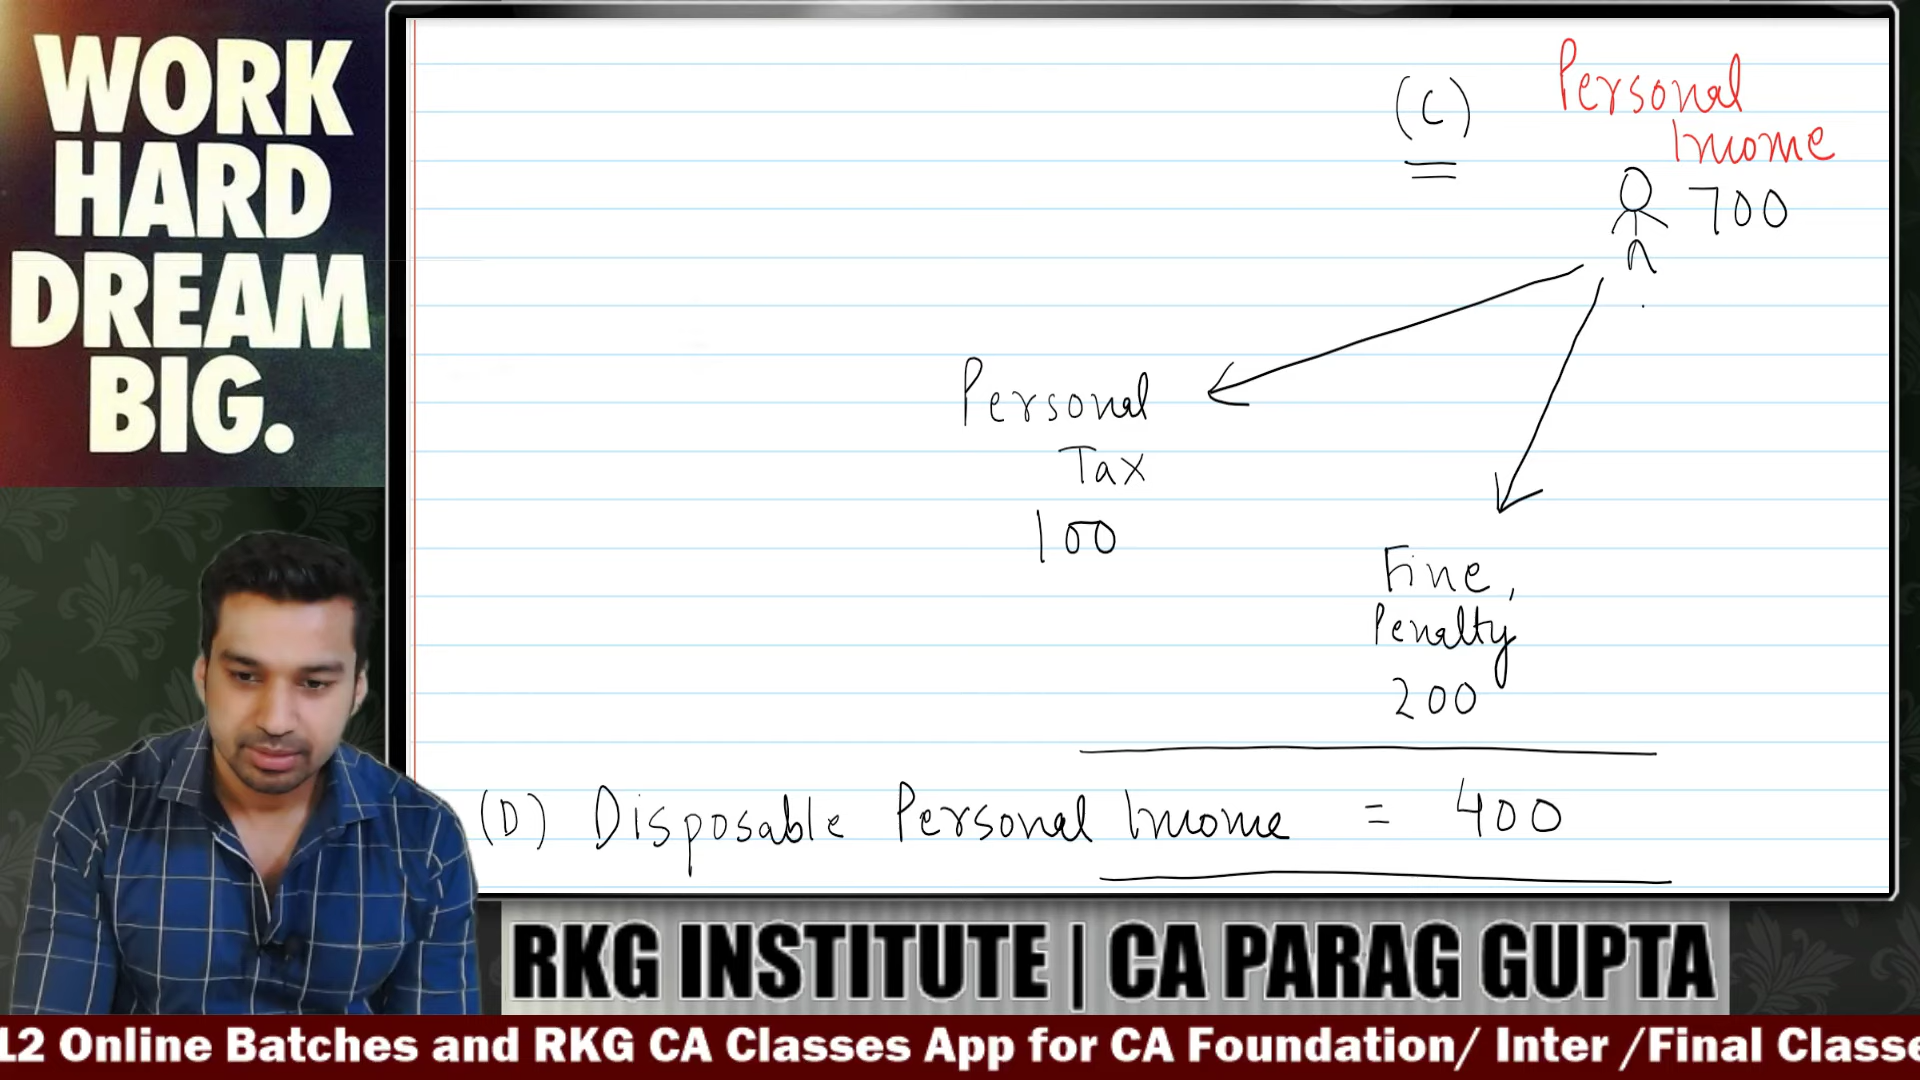 WORK
HARD
DREAM
BIG.
(C) Personal
Income
700
Personal
Tax
100
Fine,
Penalty
200
(D) Disposable Personal Income = 400
RKG INSTITUTE | CA PARAG GUPTA
12 Online Batches and RKG CA Classes App for CA Foundation/ Inter /Final Classe